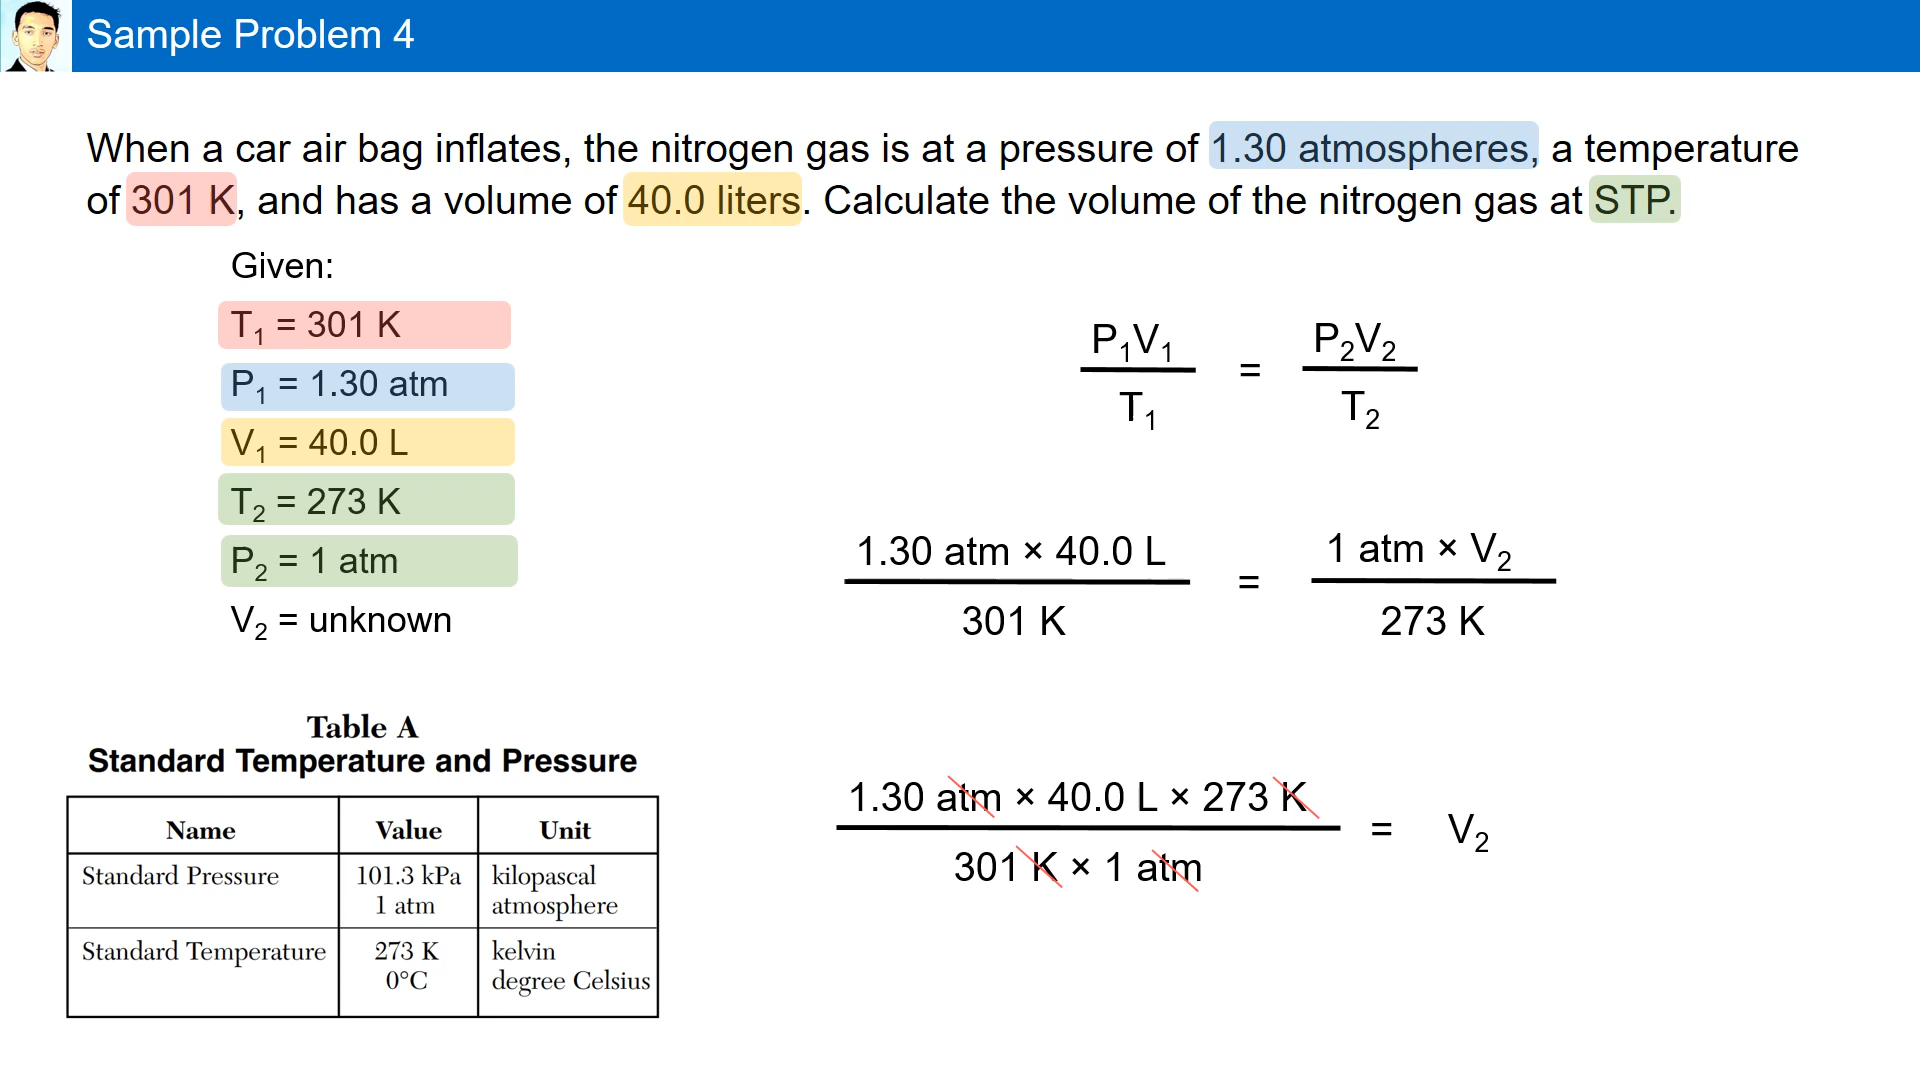 Sample Problem 4
When a car air bag inflates, the nitrogen gas is at a pressure of 1.30 atmospheres, a temperature
of 301 K, and has a volume of 40.0 liters. Calculate the volume of the nitrogen gas at STP.
Given:
T₁ = 301 K
P₁ = 1.30 atm
V₁ = 40.0 L
T₂ = 273 K
P₂ = 1 atm
V₂ = unknown
P₁V₁ P₂V₂
=
T₁ T₂
1.30 atm × 40.0 L 1 atm × V₂
=
301 K 273 K
1.30 atm × 40.0 L × 273 K
= V₂
301 K × 1 atm
Table A
Standard Temperature and Pressure
Name Value Unit
Standard Pressure 101.3 kPa kilopascal
1 atm atmosphere
Standard Temperature 273 K kelvin
0°C degree Celsius